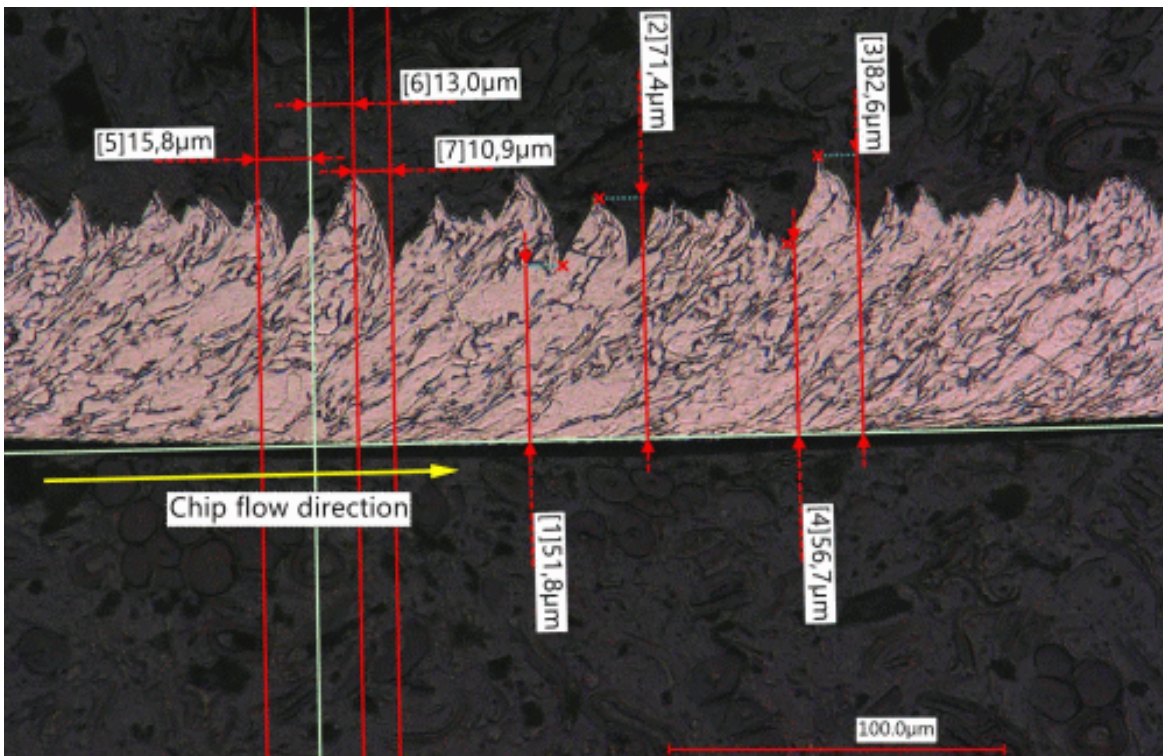 [2]71,4µm
[3]82,6µm
[6]13,0µm
[5]15,8µm
[7]10,9µm
Chip flow direction
[1]51,8µm
[4]56,7µm
100.0µm